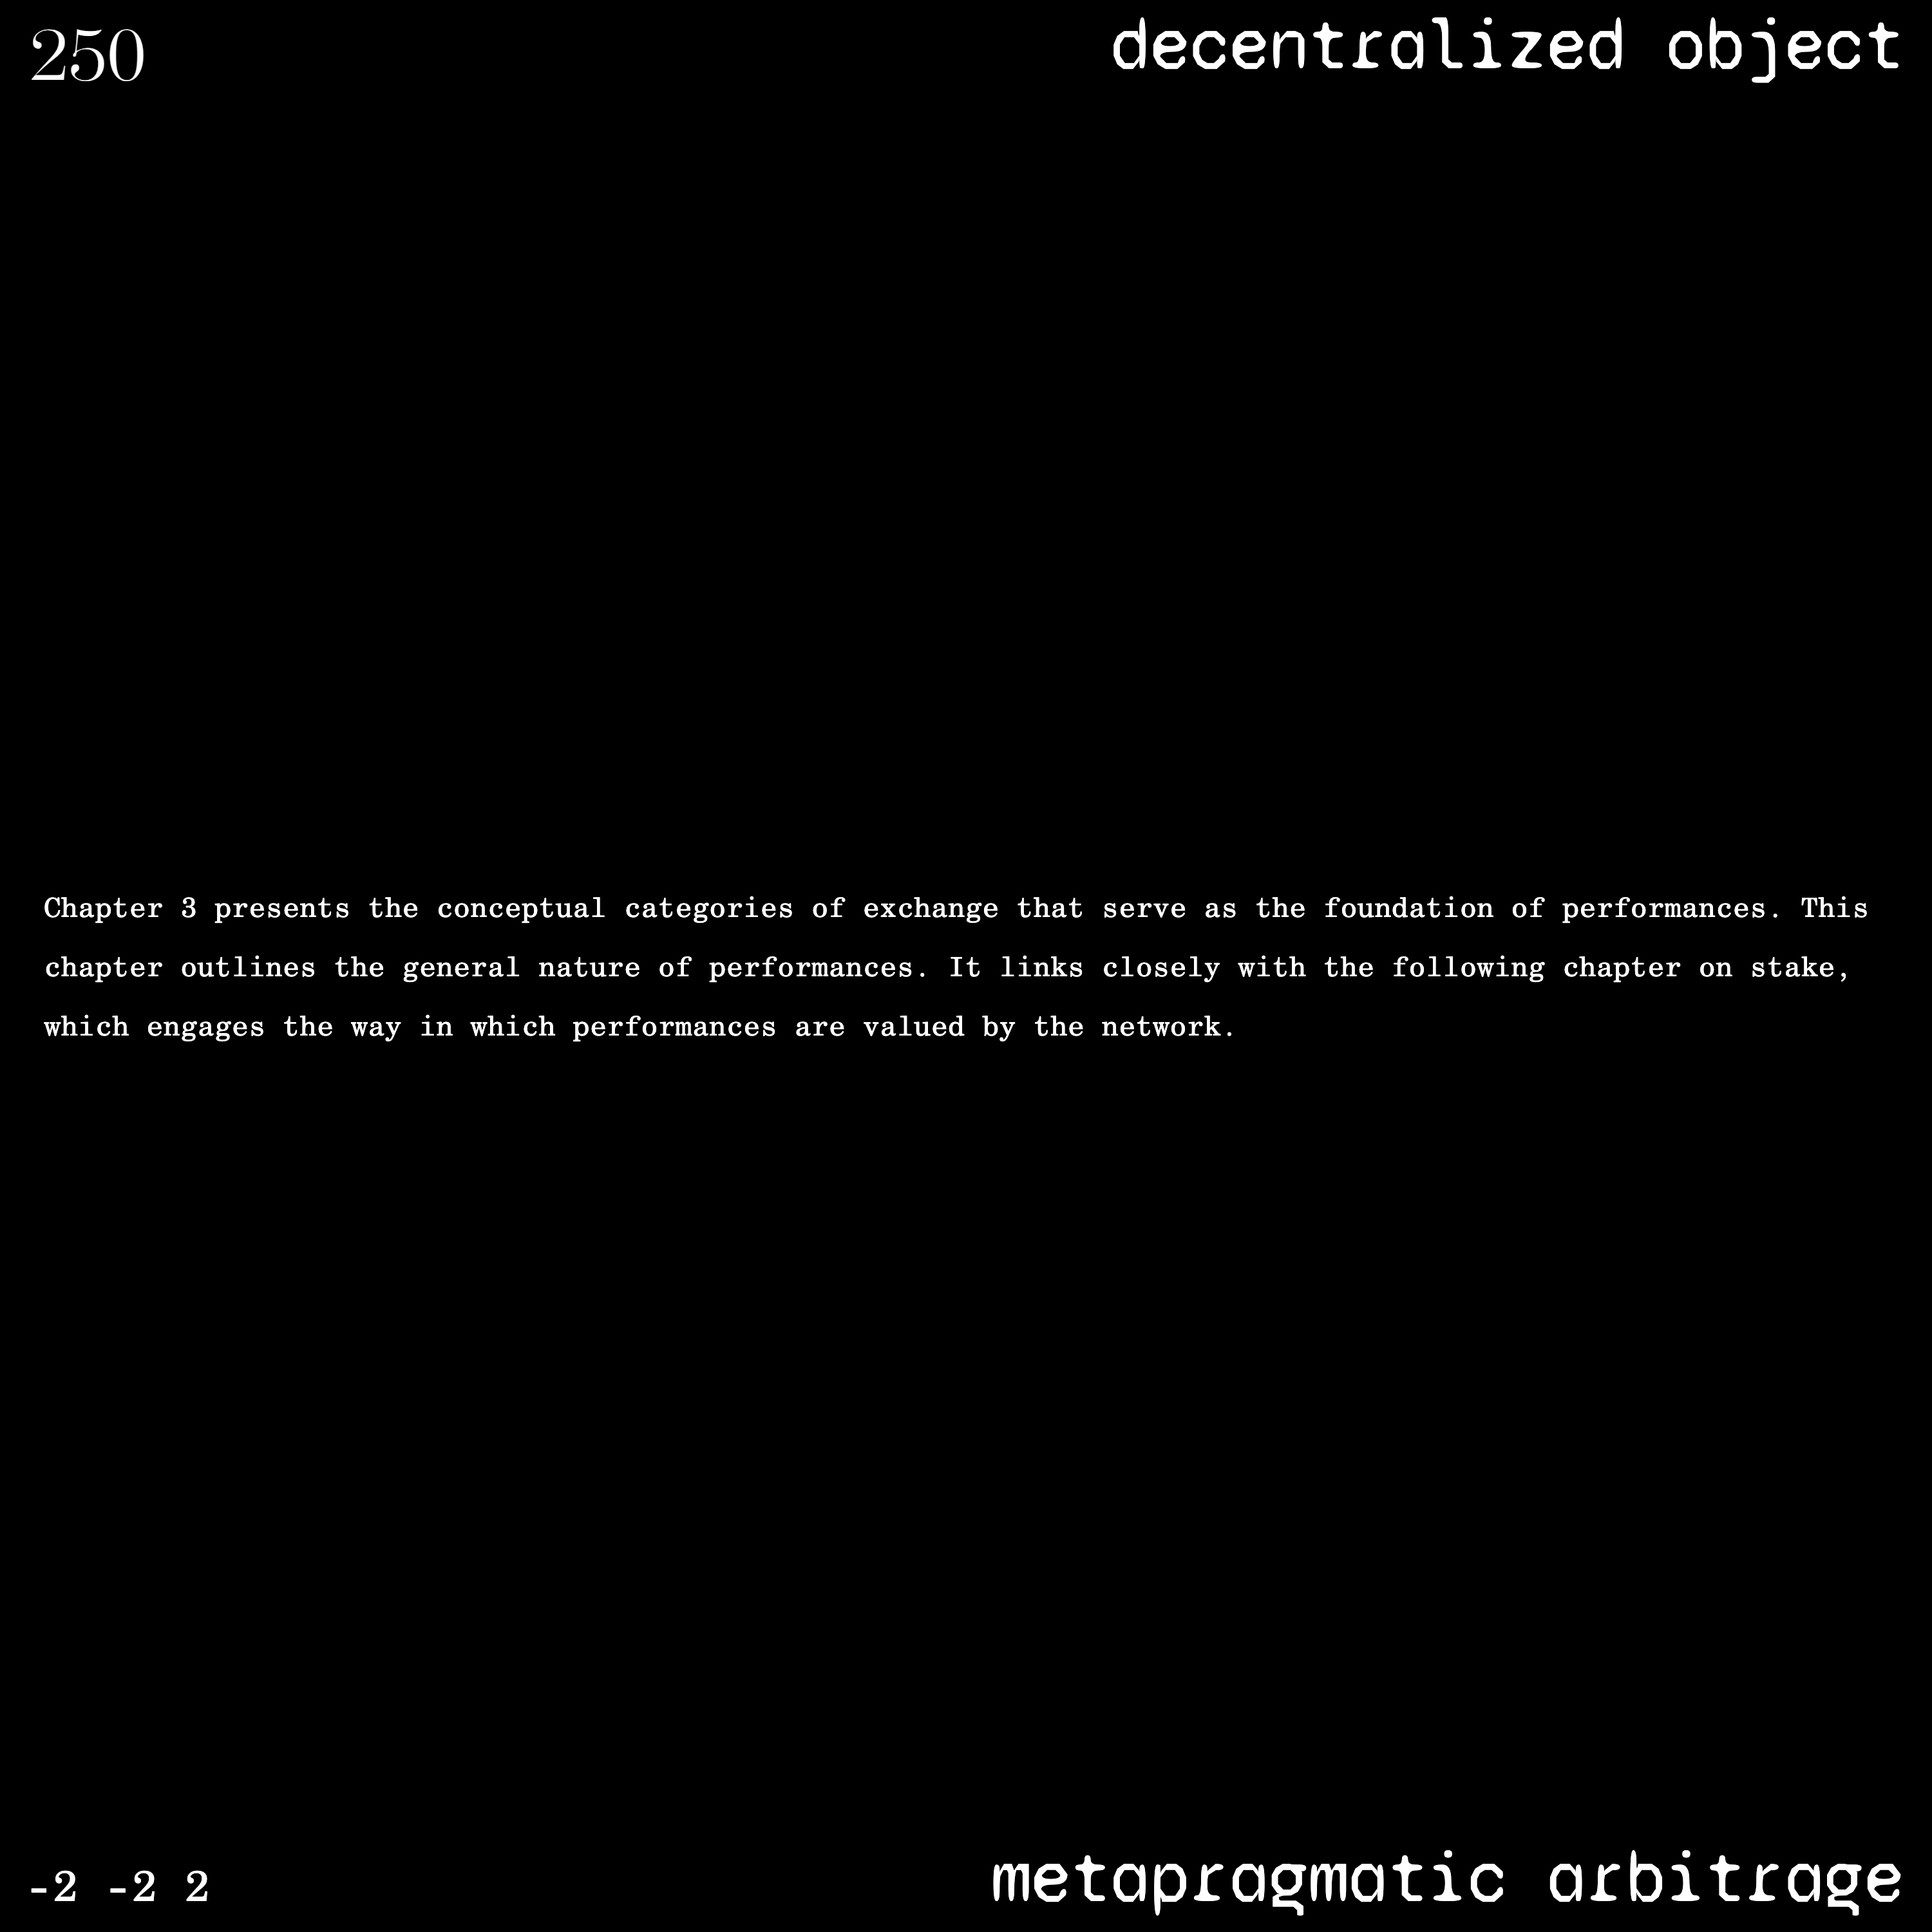 250
decentralized object
Chapter 3 presents the conceptual categories of exchange that serve as the foundation of performances. This
chapter outlines the general nature of performances. It links closely with the following chapter on stake,
which engages the way in which performances are valued by the network.
-2 -2 2
metapragmatic arbitrage